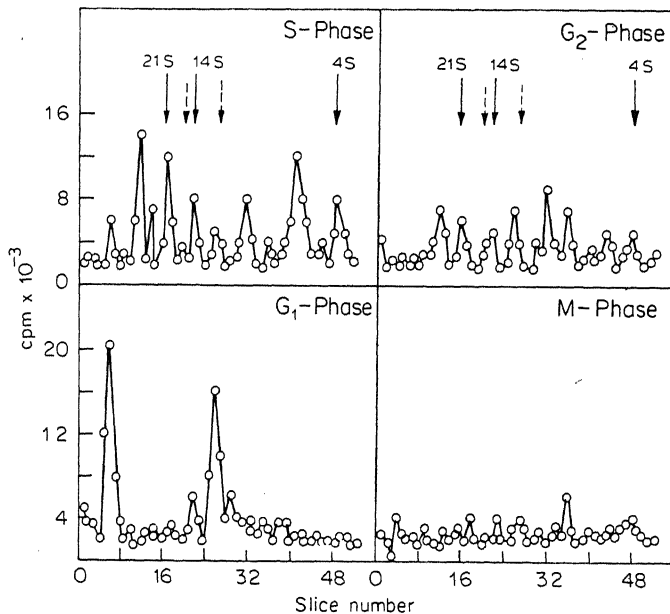 S-Phase
G₂-Phase
21S 14S 4S
21S 14S 4S
16
8
0
cpm x 10⁻³
G₁-Phase
M-Phase
20
12
4
0 16 32 48
0 16 32 48
Slice number